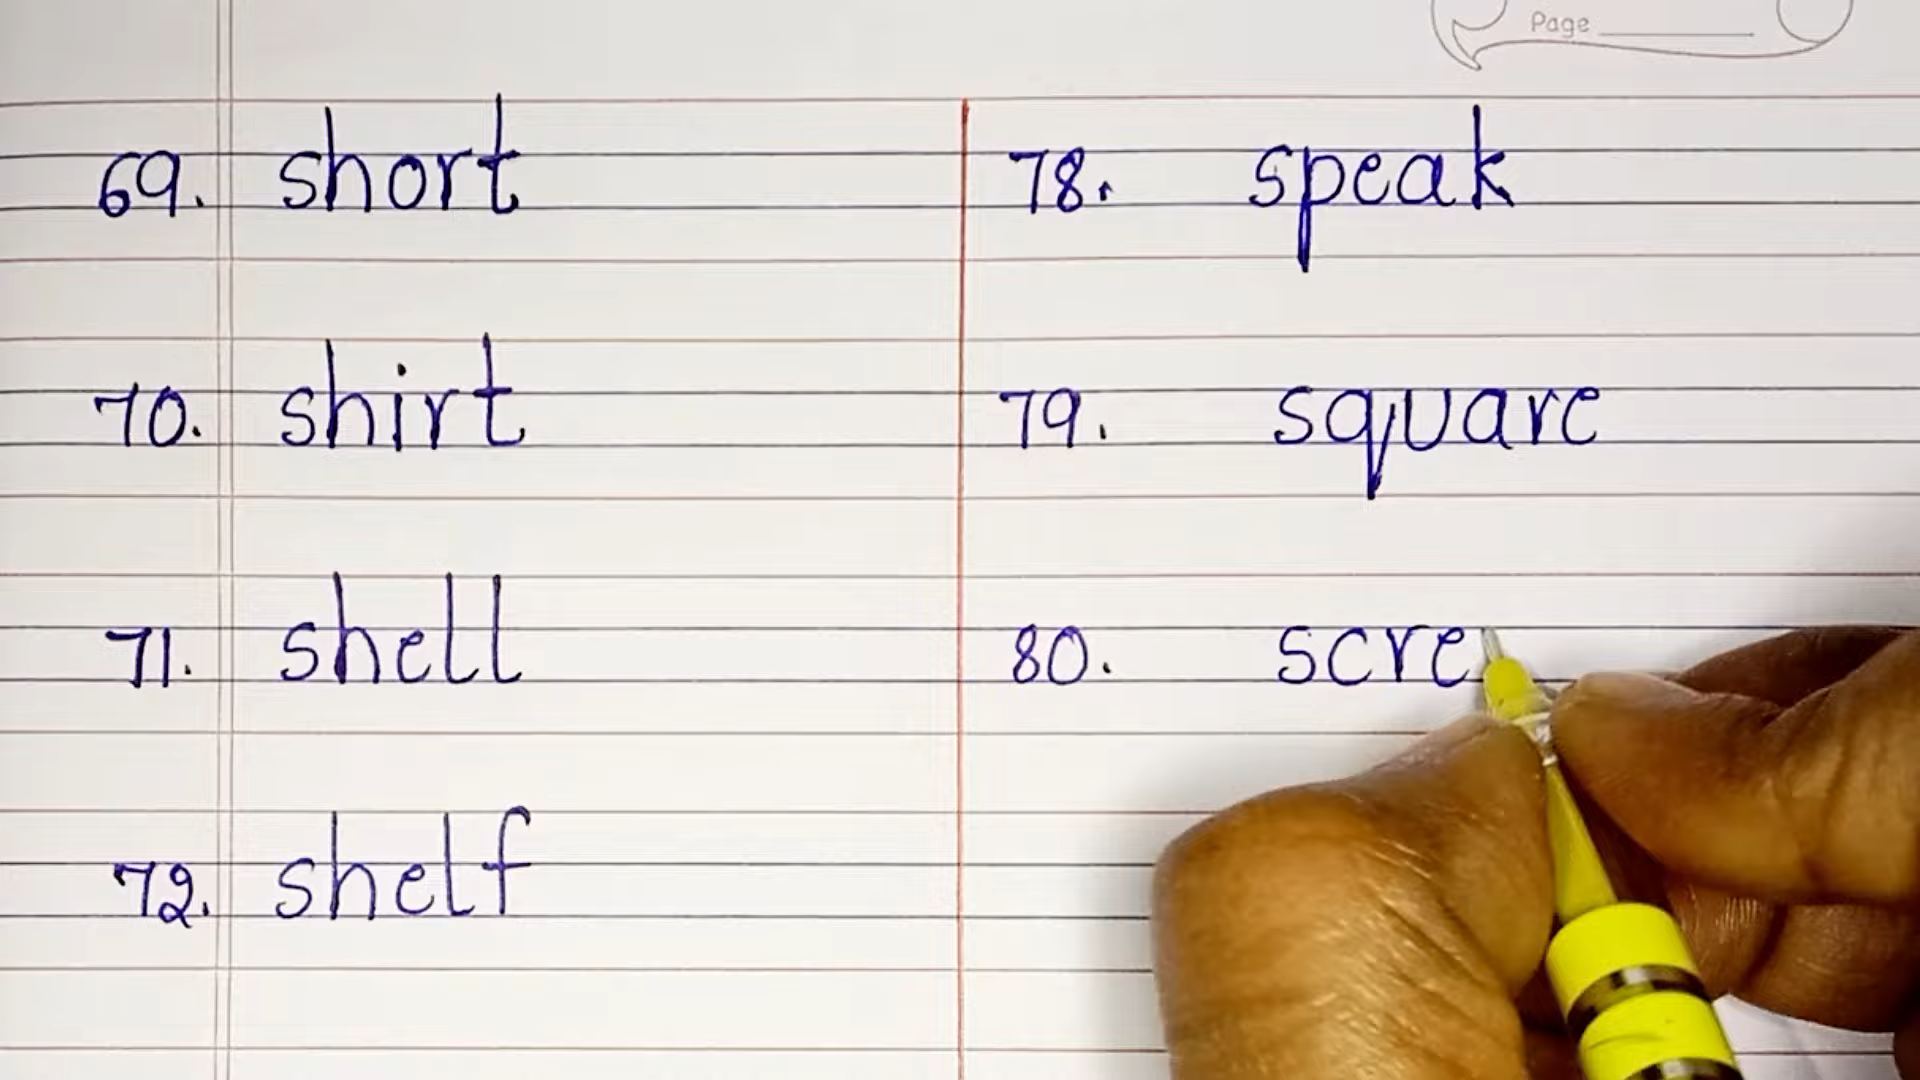 Page
69. short
70. shirt
71. shell
72. shelf
78. speak
79. square
80. scre